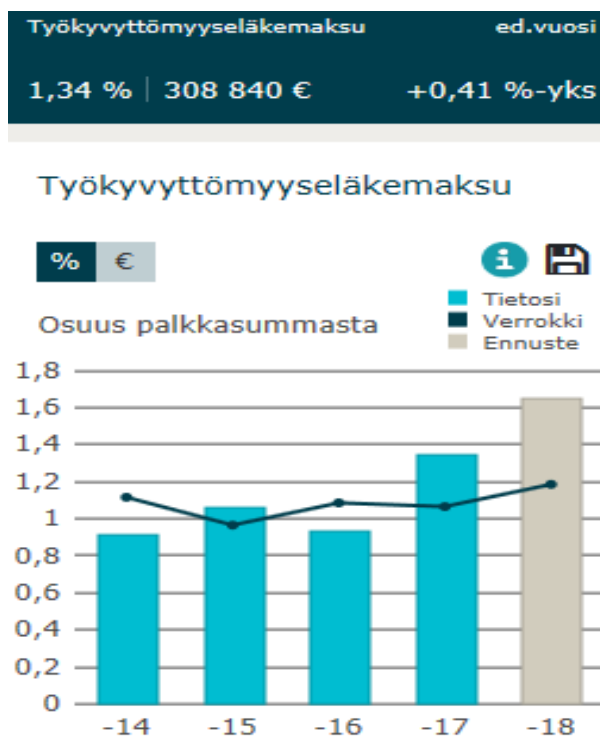 Työkyvyttömyyseläkemaksu ed.vuosi
1,34 % | 308 840 € +0,41 %-yks
Työkyvyttömyyseläkemaksu
% €
Tietosi
Osuus palkkasummasta Verrokki
Ennuste
1,8
1,6
1,4
1,2
1
0,8
0,6
0,4
0,2
0
-14 -15 -16 -17 -18